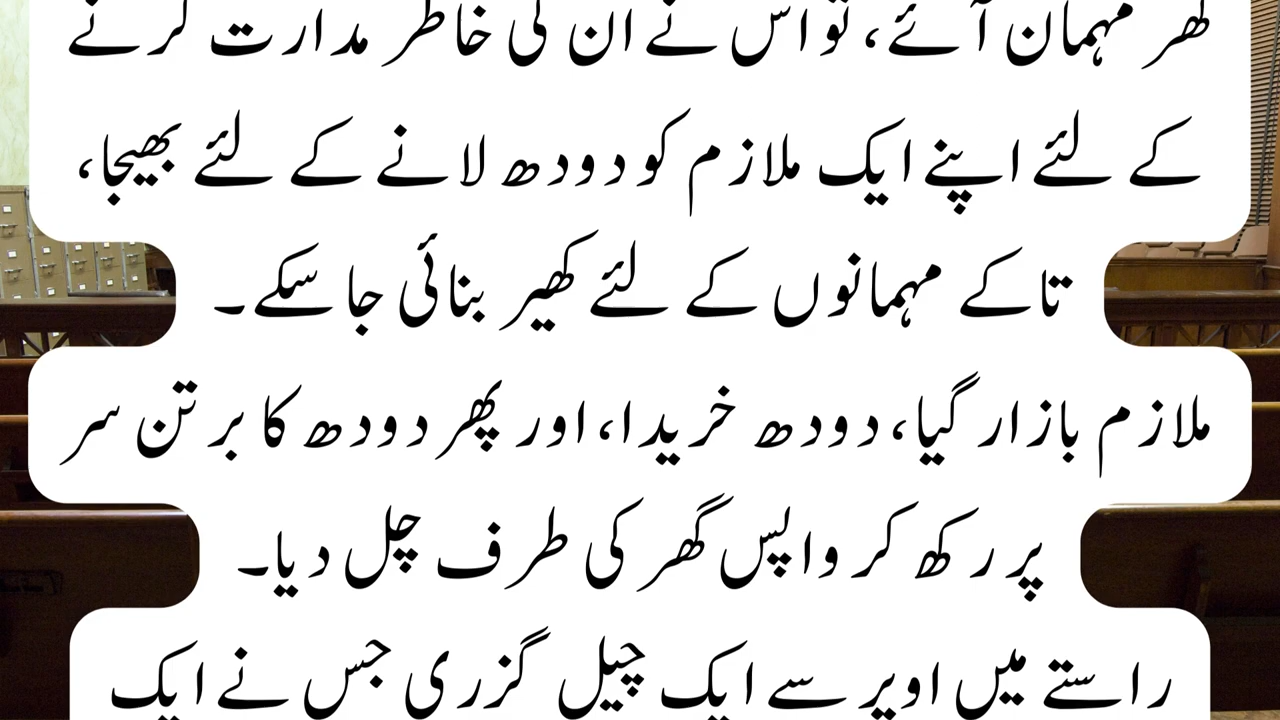 گھر مہمان آئے، تو اس نے ان کی خاطر مدارت کرنے
کے لئے اپنے ایک ملازم کو دودھ لانے کے لئے بھیجا،
تاکے مہمانوں کے لئے کھیر بنائی جا سکے۔
ملازم بازار گیا، دودھ خریدا، اور پھر دودھ کا برتن سر
پر رکھ کر واپس گھر کی طرف چل دیا۔
راستے میں اوپر سے ایک چیل گزری جس نے ایک